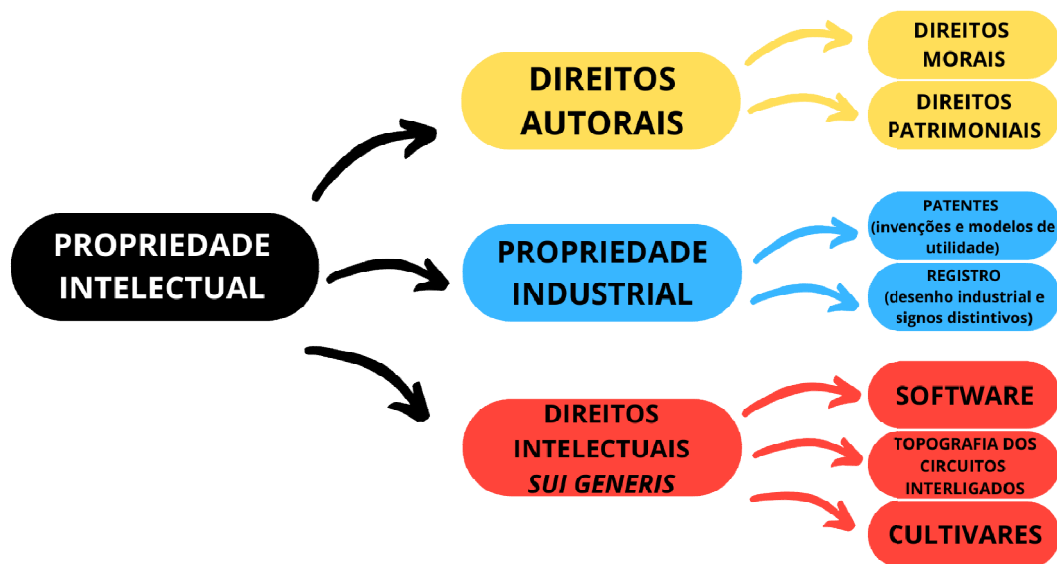 PROPRIEDADE
INTELECTUAL
DIREITOS
AUTORAIS
DIREITOS
MORAIS
DIREITOS
PATRIMONIAIS
PROPRIEDADE
INDUSTRIAL
PATENTES
(invenções e modelos de
utilidade)
REGISTRO
(desenho industrial e
signos distintivos)
DIREITOS
INTELECTUAIS
SUI GENERIS
SOFTWARE
TOPOGRAFIA DOS
CIRCUITOS
INTERLIGADOS
CULTIVARES